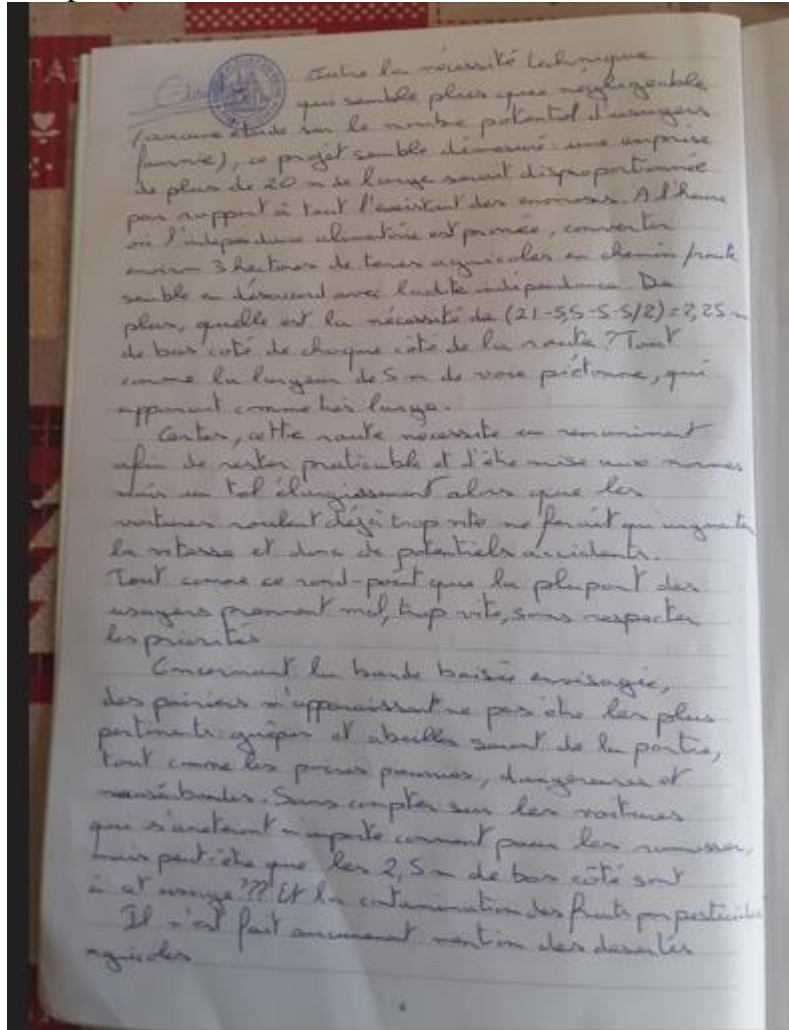 Outre la nécessité technique
qui semble plus que négligeable
(aucune étude sur le nombre potentiel d'usagers
fournie), ce projet semble démesuré: une emprise
de plus de 20 m de large serait disproportionnée
par rapport à tout l'existant des environs. A l'heure
où l'indépendance alimentaire est prônée, convertir
environ 3 hectares de terres agricoles en chemin/route
semble en désaccord avec ladite indépendance. De
plus, quelle est la nécessité de (21-5,5-5-5/2)=2,25 m
de bas coté de chaque côté de la route? Tout
comme la largeur de 5 m de voie piétonne, qui
apparait comme très large.
Certes, cette route nécessite un remaniment
afin de rester praticable et d'être mise aux normes
mais un tel élargissement alors que les
voitures roulent déjà trop vite ne ferait qu'augmenter
la vitesse et donc de potentiels accidents.
Tout comme ce rond-point que la plupart des
usagers prennent mal, trop vite, sans respecter
les priorités
Concernant la bande boisée envisagée,
des poiriers m'apparaissent ne pas être les plus
pertinents: guêpes et abeilles seront de la partie,
tout comme les poires pourries, dangereuses et
nauséabondes. Sans compter sur les voitures
qui s'arrêteront n'importe comment pour les ramasser,
mais peut-être que les 2,5 m de bas côté sont
à cet usage??? Et la contamination des fruits par pesticides
Il n'est fait aucunement mention des dessertes
agricoles